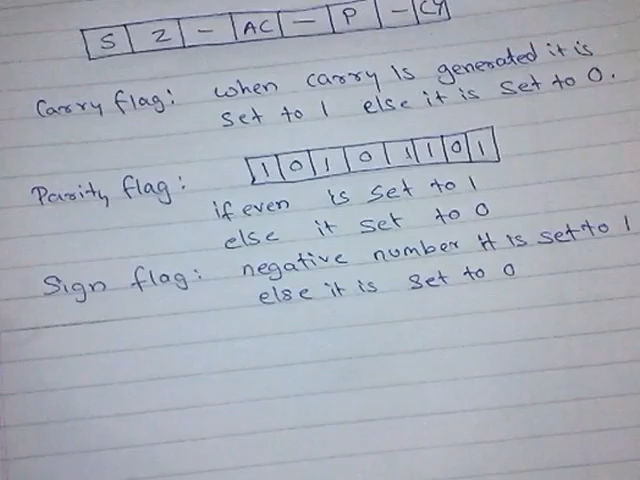 S Z - AC - P - CY
Carry flag: when carry is generated it is
set to 1 else it is set to 0.
Parity flag: 1 0 1 0 1 1 0 1
if even is set to 1
else it set to 0
Sign flag: negative number it is set to 1
else it is set to 0